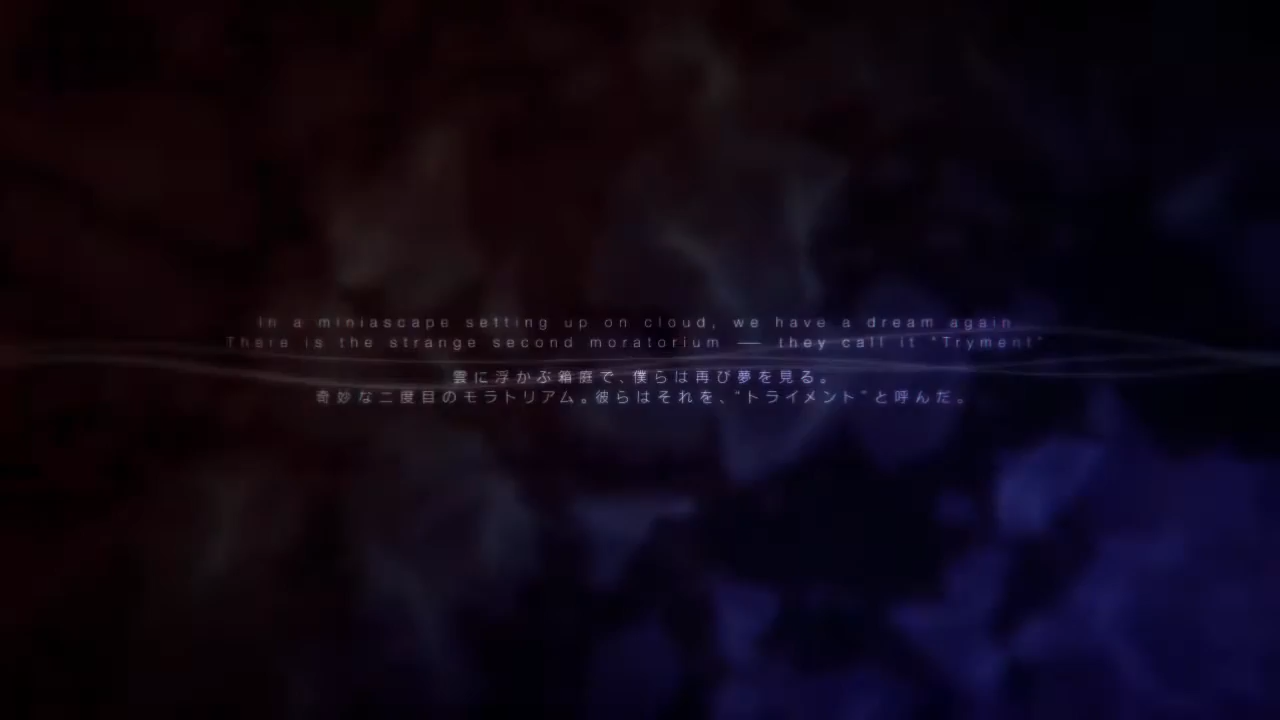 In a miniascape setting up on cloud, we have a dream again
There is the strange second moratorium — they call it "Tryment"
雲に浮かぶ箱庭で、僕らは再び夢を見る。
奇妙な二度目のモラトリアム。彼らはそれを、"トライメント"と呼んだ。